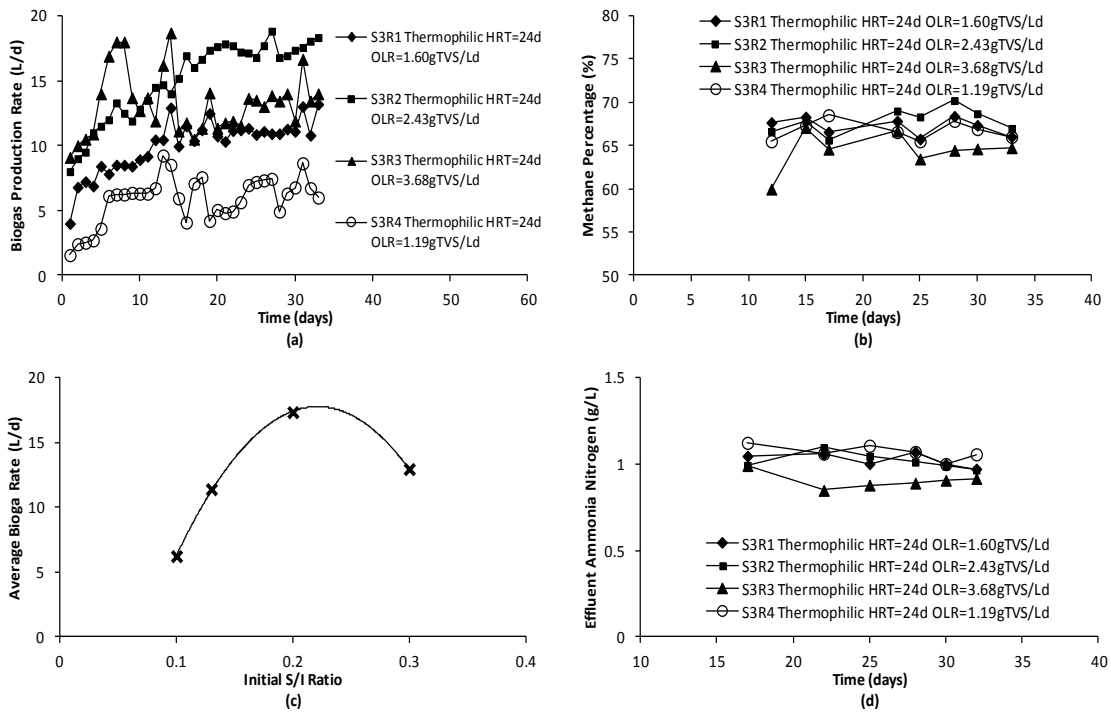 20
15
10
5
0
Biogas Production Rate (L/d)
0 10 20 30 40 50 60
Time (days)
(a)
S3R1 Thermophilic HRT=24d
OLR=1.60gTVS/Ld
S3R2 Thermophilic HRT=24d
OLR=2.43gTVS/Ld
S3R3 Thermophilic HRT=24d
OLR=3.68gTVS/Ld
S3R4 Thermophilic HRT=24d
OLR=1.19gTVS/Ld
80
75
70
65
60
55
50
Methane Percentage (%)
0 5 10 15 20 25 30 35 40
Time (days)
(b)
S3R1 Thermophilic HRT=24d OLR=1.60gTVS/Ld
S3R2 Thermophilic HRT=24d OLR=2.43gTVS/Ld
S3R3 Thermophilic HRT=24d OLR=3.68gTVS/Ld
S3R4 Thermophilic HRT=24d OLR=1.19gTVS/Ld
20
15
10
5
0
Average Bioga Rate (L/d)
0 0.1 0.2 0.3 0.4
Initial S/I Ratio
(c)
1.5
1
0.5
0
Effluent Ammonia Nitrogen (g/L)
10 15 20 25 30 35 40
Time (days)
(d)
S3R1 Thermophilic HRT=24d OLR=1.60gTVS/Ld
S3R2 Thermophilic HRT=24d OLR=2.43gTVS/Ld
S3R3 Thermophilic HRT=24d OLR=3.68gTVS/Ld
S3R4 Thermophilic HRT=24d OLR=1.19gTVS/Ld